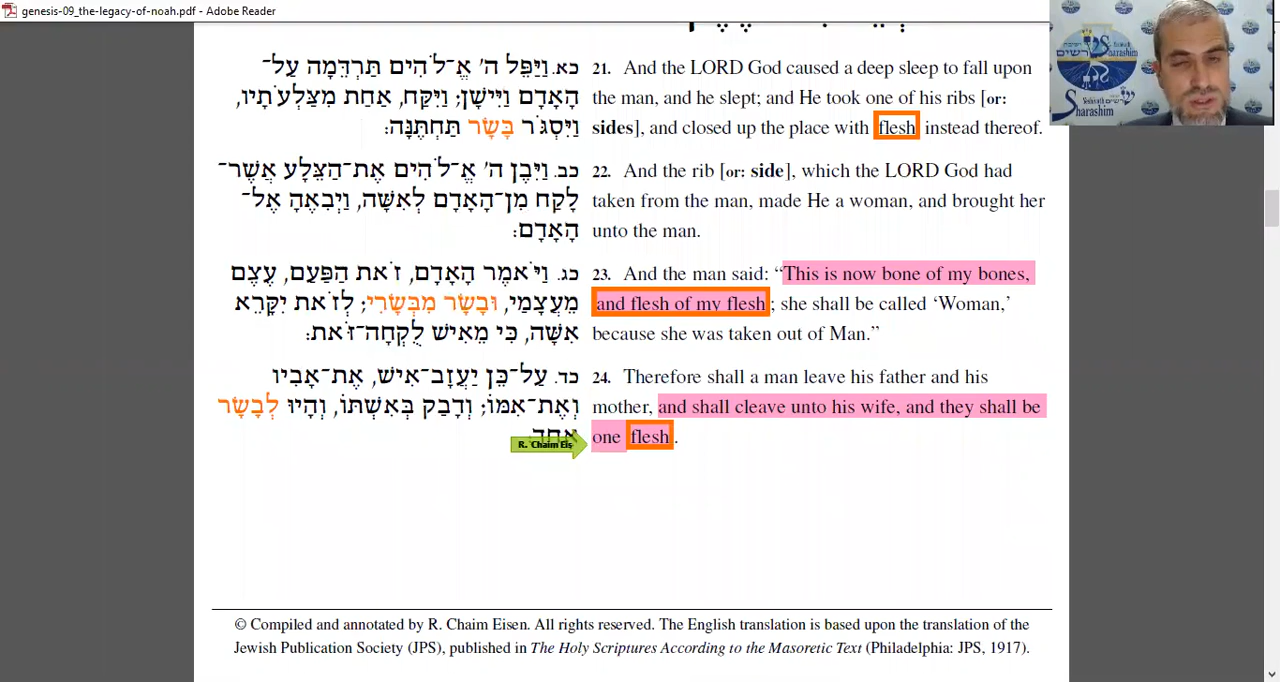 genesis-09_the-legacy-of-noah.pdf - Adobe Reader
כא. וַיַּפֵּל ה' אֱ־לֹהִים תַּרְדֵּמָה עַל־
הָאָדָם וַיִּישָׁן; וַיִּקַּח, אַחַת מִצַּלְעֹתָיו,
וַיִּסְגֹּר בָּשָׂר תַּחְתֶּנָּה:
21. And the LORD God caused a deep sleep to fall upon
the man, and he slept; and He took one of his ribs [or:
sides], and closed up the place with flesh instead thereof.
כב. וַיִּבֶן ה' אֱ־לֹהִים אֶת־הַצֵּלָע אֲשֶׁר־
לָקַח מִן־הָאָדָם לְאִשָּׁה, וַיְבִאֶהָ אֶל־
הָאָדָם:
22. And the rib [or: side], which the LORD God had
taken from the man, made He a woman, and brought her
unto the man.
כג. וַיֹּאמֶר הָאָדָם, זֹאת הַפַּעַם, עֶצֶם
מֵעֲצָמַי, וּבָשָׂר מִבְּשָׂרִי; לְזֹאת יִקָּרֵא
אִשָּׁה, כִּי מֵאִישׁ לֻקְחָה־זֹּאת:
23. And the man said: “This is now bone of my bones,
and flesh of my flesh; she shall be called ‘Woman,’
because she was taken out of Man.”
כד. עַל־כֵּן יַעֲזָב־אִישׁ, אֶת־אָבִיו
וְאֶת־אִמּוֹ; וְדָבַק בְּאִשְׁתּוֹ, וְהָיוּ לְבָשָׂר
24. Therefore shall a man leave his father and his
mother, and shall cleave unto his wife, and they shall be
one flesh.
R. Chaim Eis
© Compiled and annotated by R. Chaim Eisen. All rights reserved. The English translation is based upon the translation of the
Jewish Publication Society (JPS), published in The Holy Scriptures According to the Masoretic Text (Philadelphia: JPS, 1917).
Sharashim